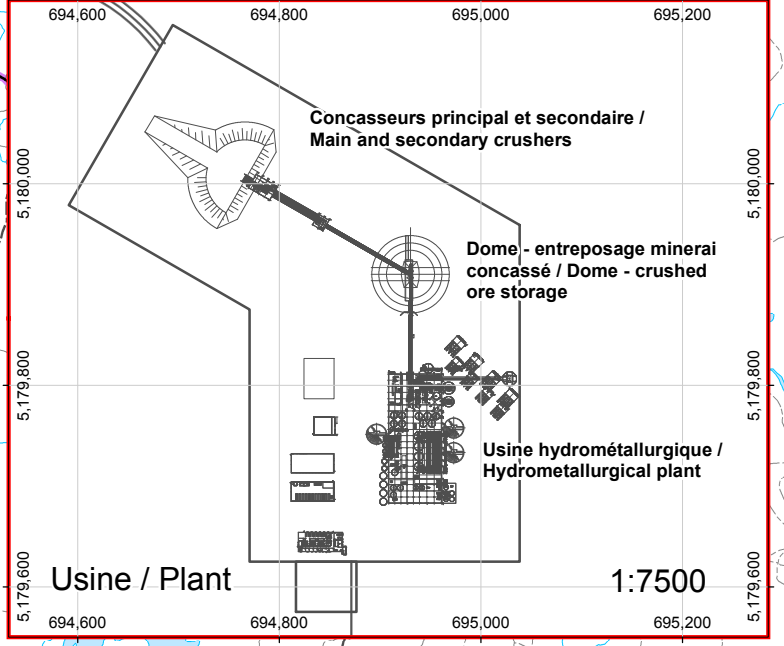 694,600 694,800 695,000 695,200
Concasseurs principal et secondaire /
Main and secondary crushers
5,180,000 5,180,000
Dome - entreposage minerai
concassé / Dome - crushed
ore storage
5,179,800 5,179,800
Usine hydrométallurgique /
Hydrometallurgical plant
5,179,600 5,179,600
Usine / Plant 1:7500
694,600 694,800 695,000 695,200